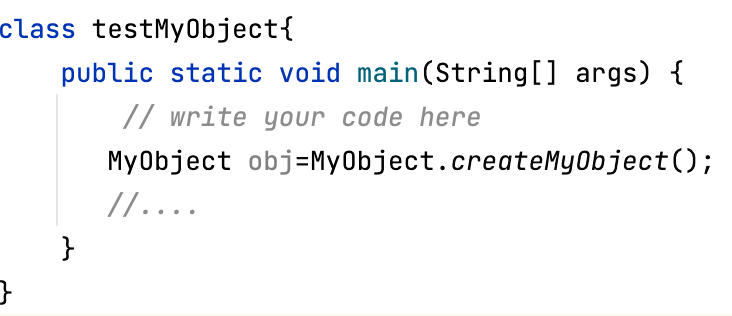 class testMyObject{
    public static void main(String[] args) {
        // write your code here
       MyObject obj=MyObject.createMyObject();
       //....
    }
}